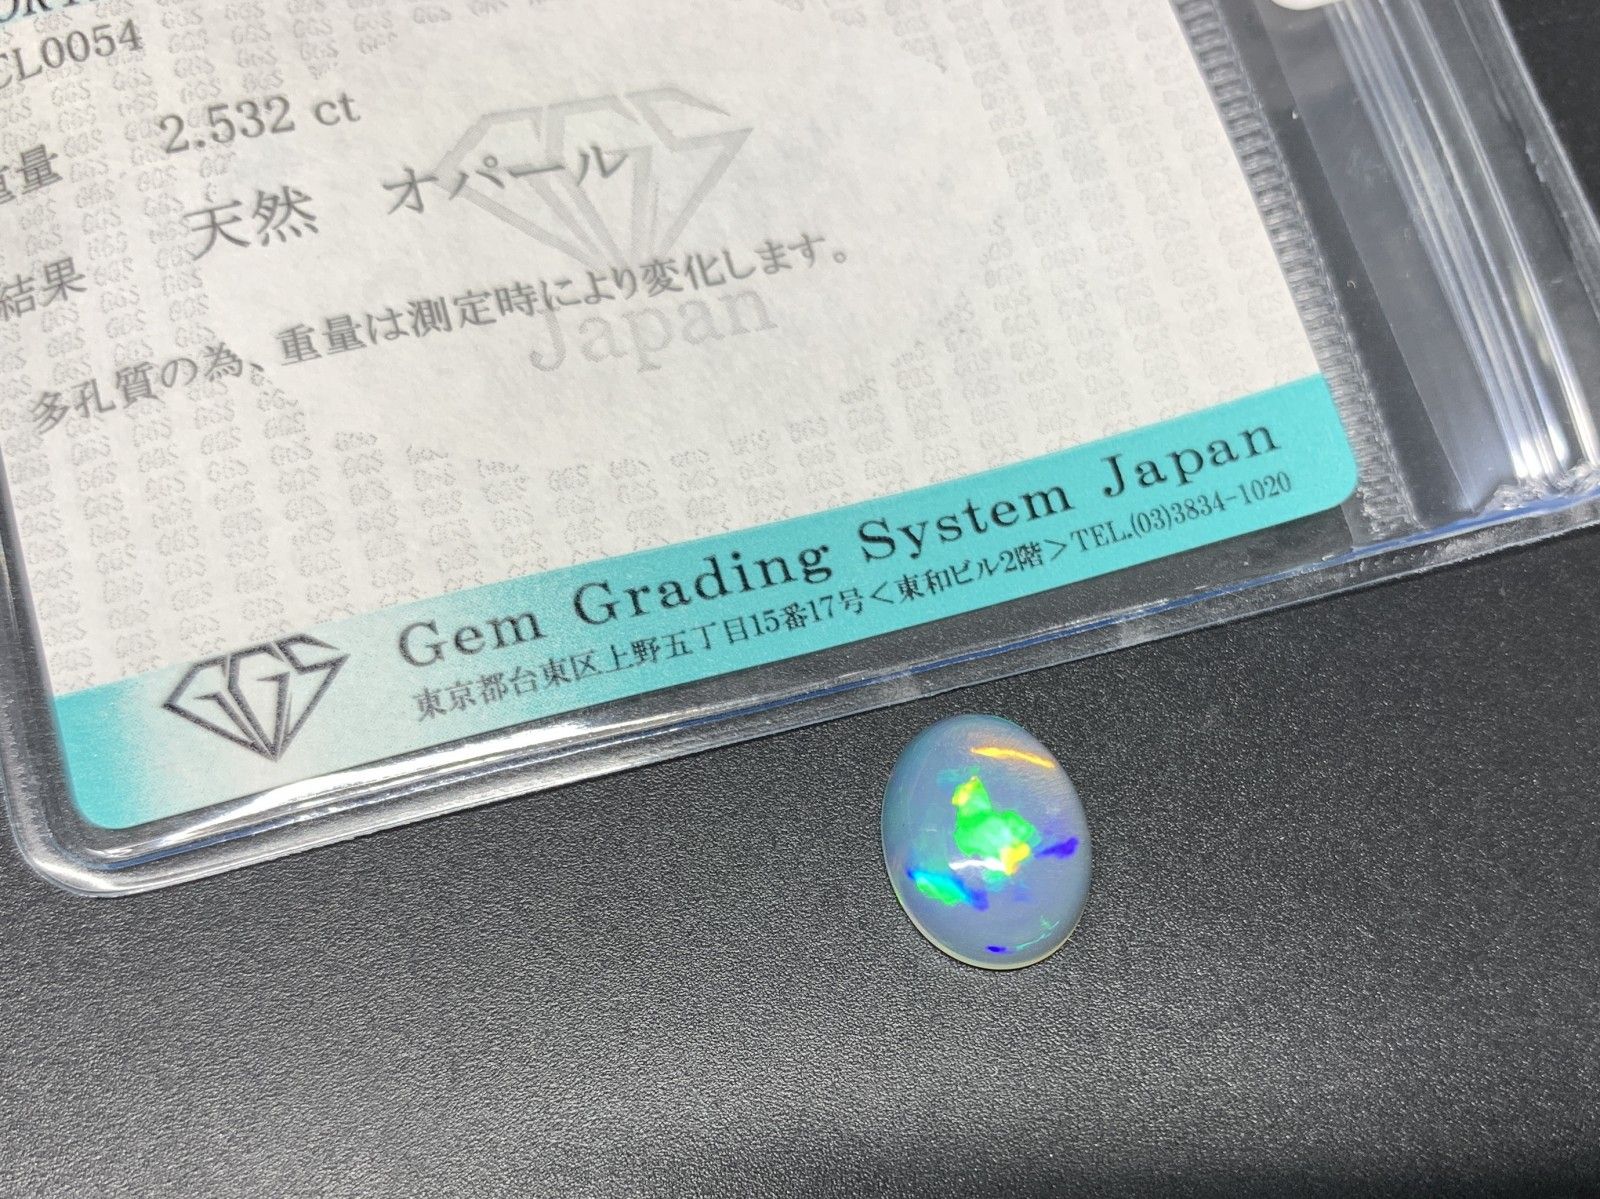 CL0054
重量 2.532 ct
結果 天然 オパール
多孔質の為、重量は測定時により変化します。
GGS
Japan
GGS
Gem Grading System Japan
東京都台東区上野五丁目15番17号<東和ビル2階>TEL.(03)3834-1020